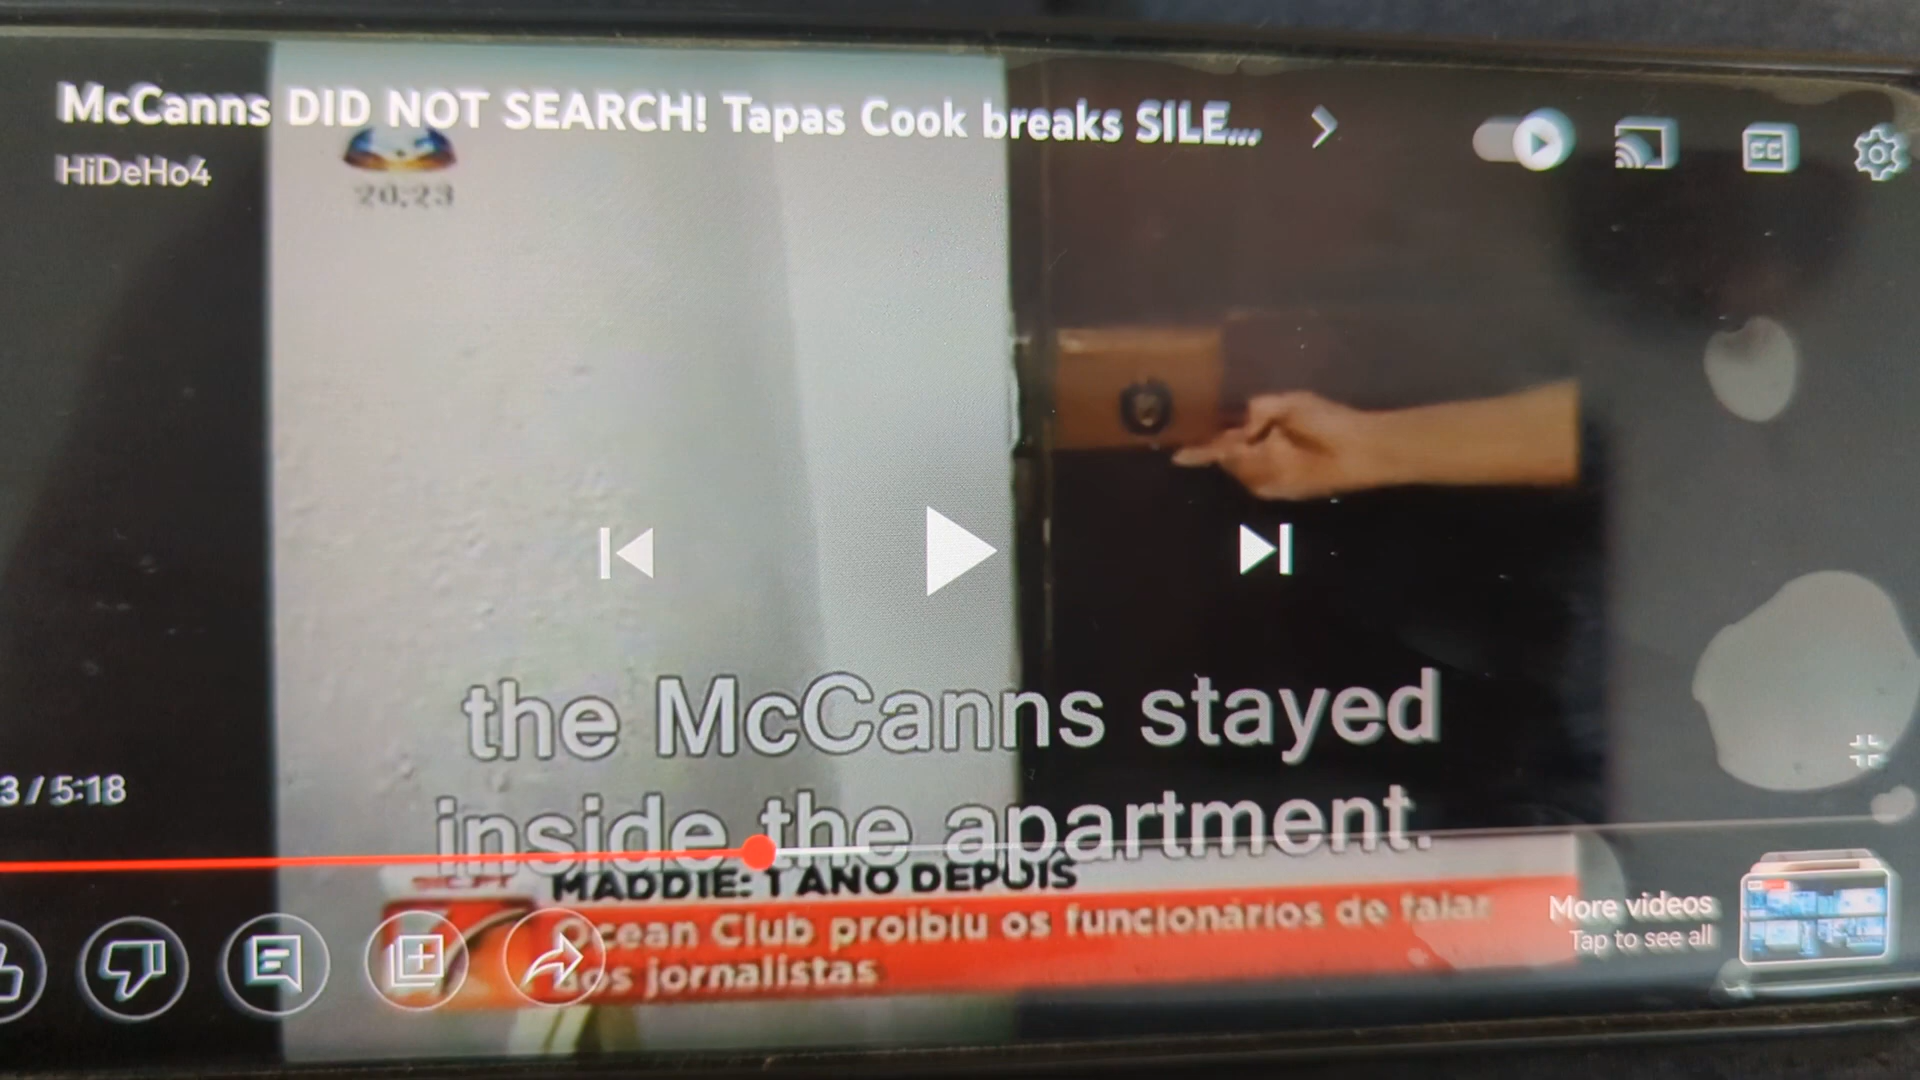 McCanns DID NOT SEARCH! Tapas Cook breaks SILE...
HiDeHo4
20:23
CC
the McCanns stayed
inside the apartment.
3 / 5:18
MADDIE: 1 ANO DEPOIS
Ocean Club proibiu os funcionários de falar
aos jornalistas
More videos
Tap to see all